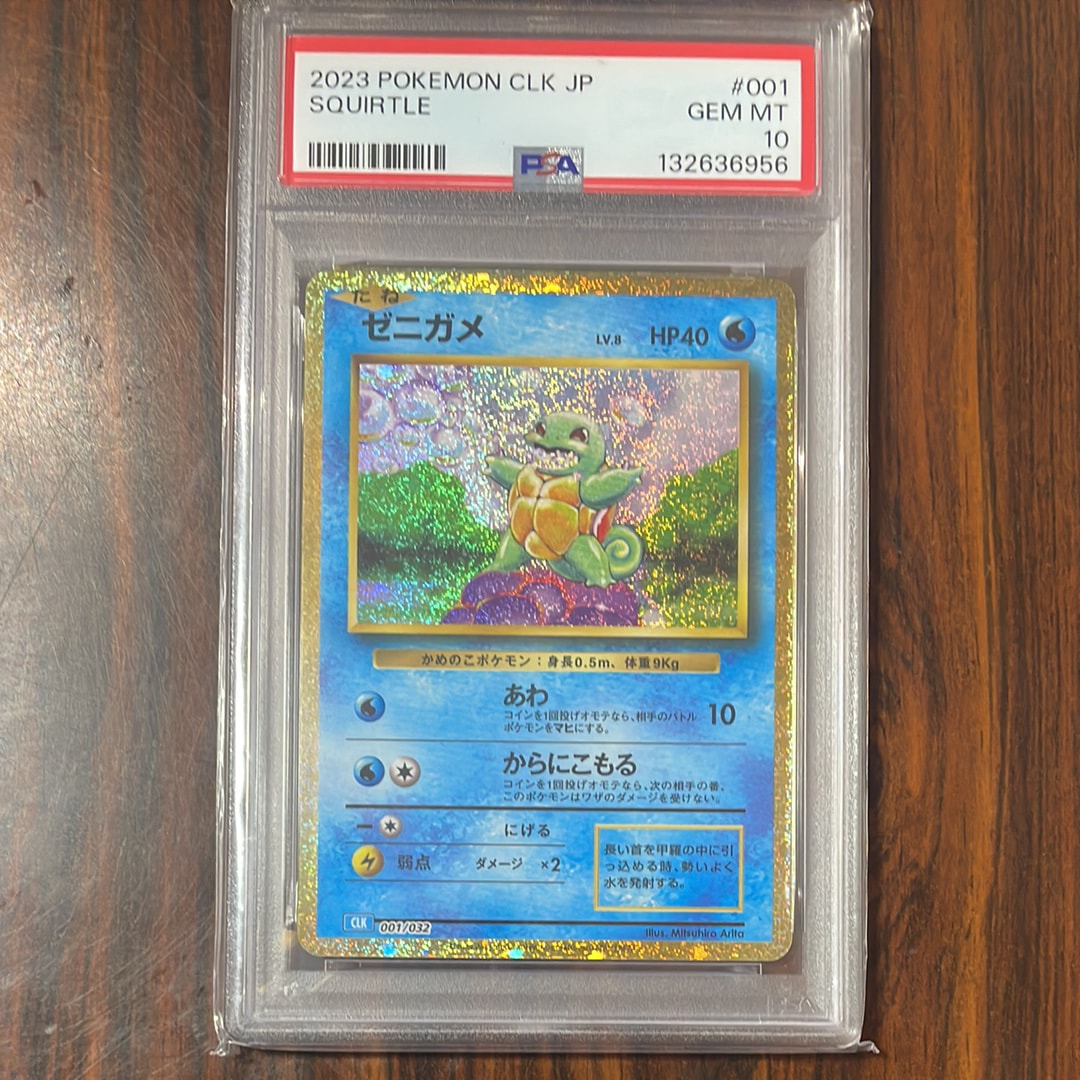 2023 POKEMON CLK JP #001
SQUIRTLE GEM MT
10
PSA 132636956
たね
ゼニガメ LV.8 HP40
かめのこポケモン：身長0.5m、体重9Kg
あわ 10
コインを1回投げオモテなら、相手のバトル
ポケモンをマヒにする。
からにこもる
コインを1回投げオモテなら、次の相手の番、
このポケモンはワザのダメージを受けない。
にげる
弱点 ダメージ ×2
長い首を甲羅の中に引
っ込める時、勢いよく
水を発射する。
CLK 001/032
Illus. Mitsuhiro Arita